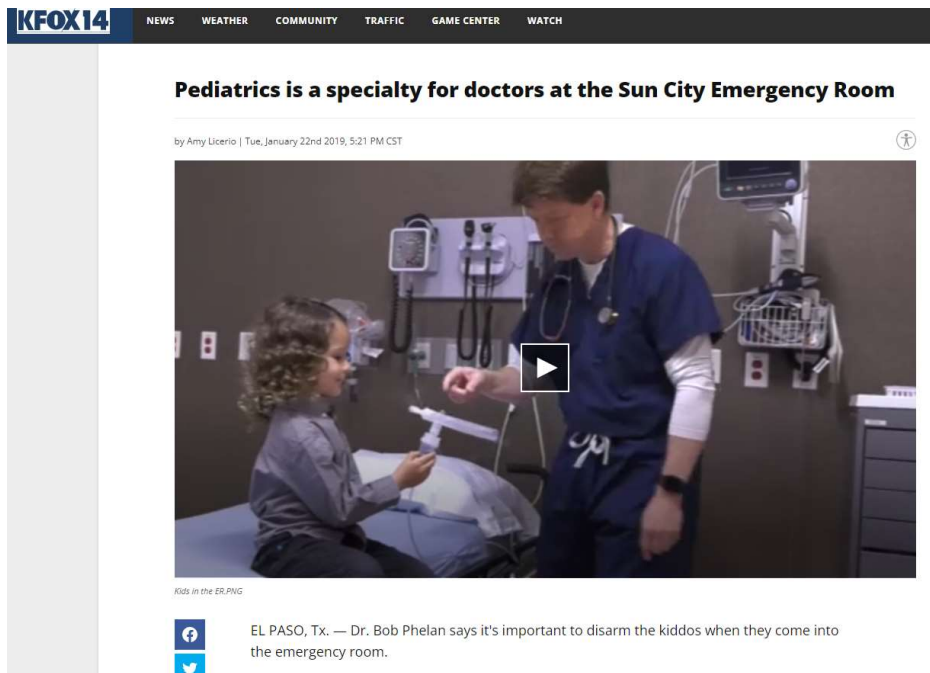 KFOX14
NEWS WEATHER COMMUNITY TRAFFIC GAME CENTER WATCH
Pediatrics is a specialty for doctors at the Sun City Emergency Room
by Amy Licerio | Tue, January 22nd 2019, 5:21 PM CST
Kids in the ER.PNG
EL PASO, Tx. — Dr. Bob Phelan says it's important to disarm the kiddos when they come into
the emergency room.